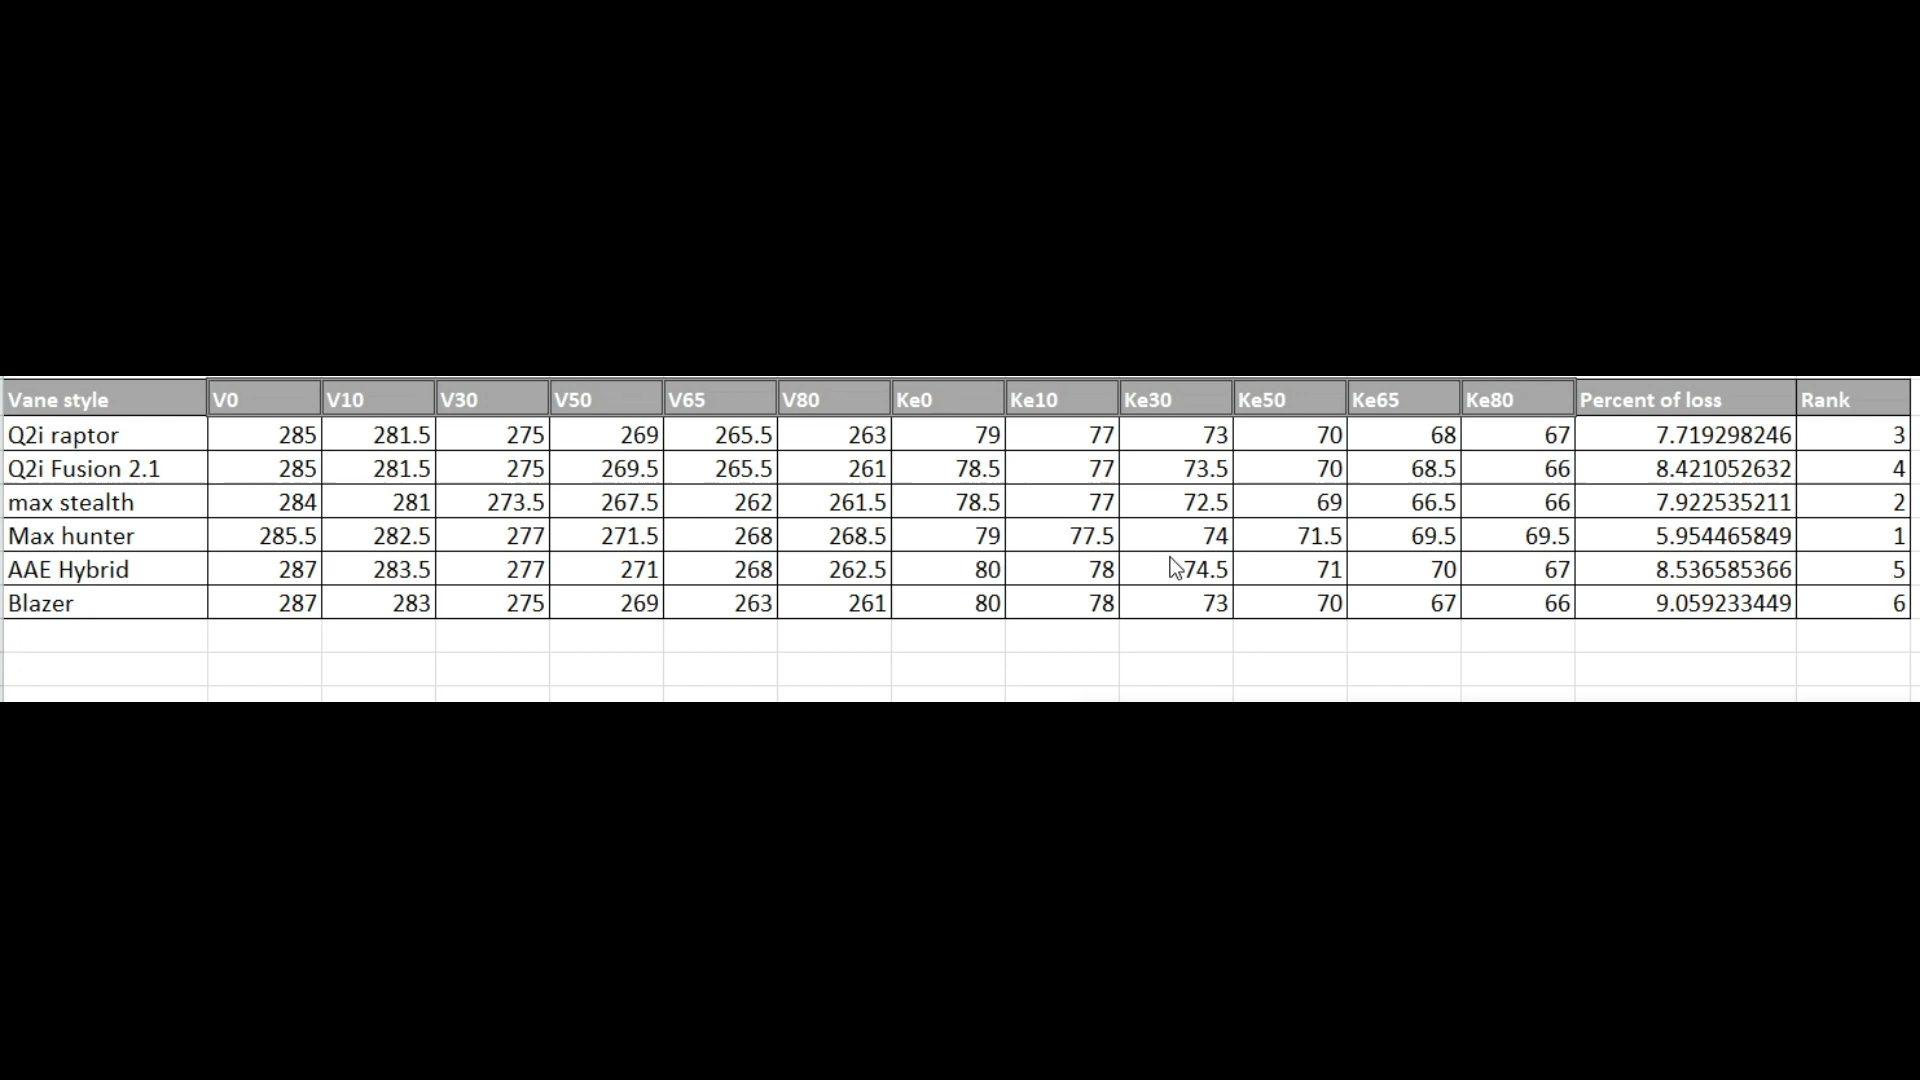 Vane style V0 V10 V30 V50 V65 V80 Ke0 Ke10 Ke30 Ke50 Ke65 Ke80 Percent of loss Rank
Q2i raptor 285 281.5 275 269 265.5 263 79 77 73 70 68 67 7.719298246 3
Q2i Fusion 2.1 285 281.5 275 269.5 265.5 261 78.5 77 73.5 70 68.5 66 8.421052632 4
max stealth 284 281 273.5 267.5 262 261.5 78.5 77 72.5 69 66.5 66 7.922535211 2
Max hunter 285.5 282.5 277 271.5 268 268.5 79 77.5 74 71.5 69.5 69.5 5.954465849 1
AAE Hybrid 287 283.5 277 271 268 262.5 80 78 74.5 71 70 67 8.536585366 5
Blazer 287 283 275 269 263 261 80 78 73 70 67 66 9.059233449 6